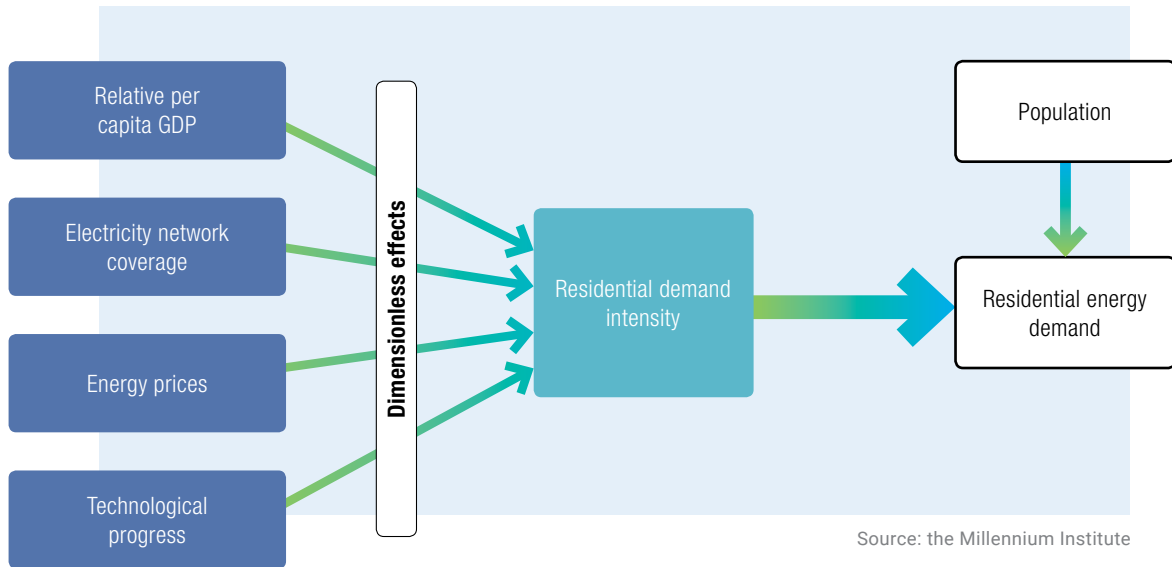 Relative per
capita GDP
Electricity network
coverage
Energy prices
Technological
progress
Dimensionless effects
Residential demand
intensity
Population
Residential energy
demand
Source: the Millennium Institute